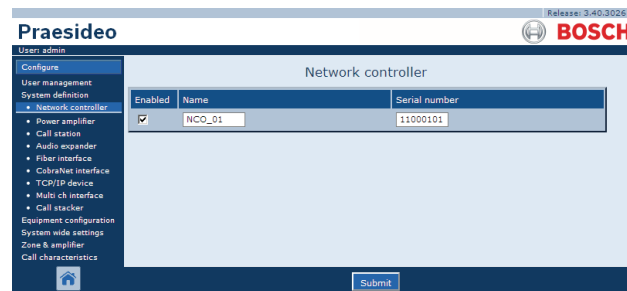 Release: 3.40.3026
Praesideo
BOSCH
User: admin
Configure
User management
System definition
• Network controller
• Power amplifier
• Call station
• Audio expander
• Fiber interface
• CobraNet interface
• TCP/IP device
• Multi ch interface
• Call stacker
Equipment configuration
System wide settings
Zone & amplifier
Call characteristics
Network controller
Enabled Name Serial number
NCO_01 11000101
Submit